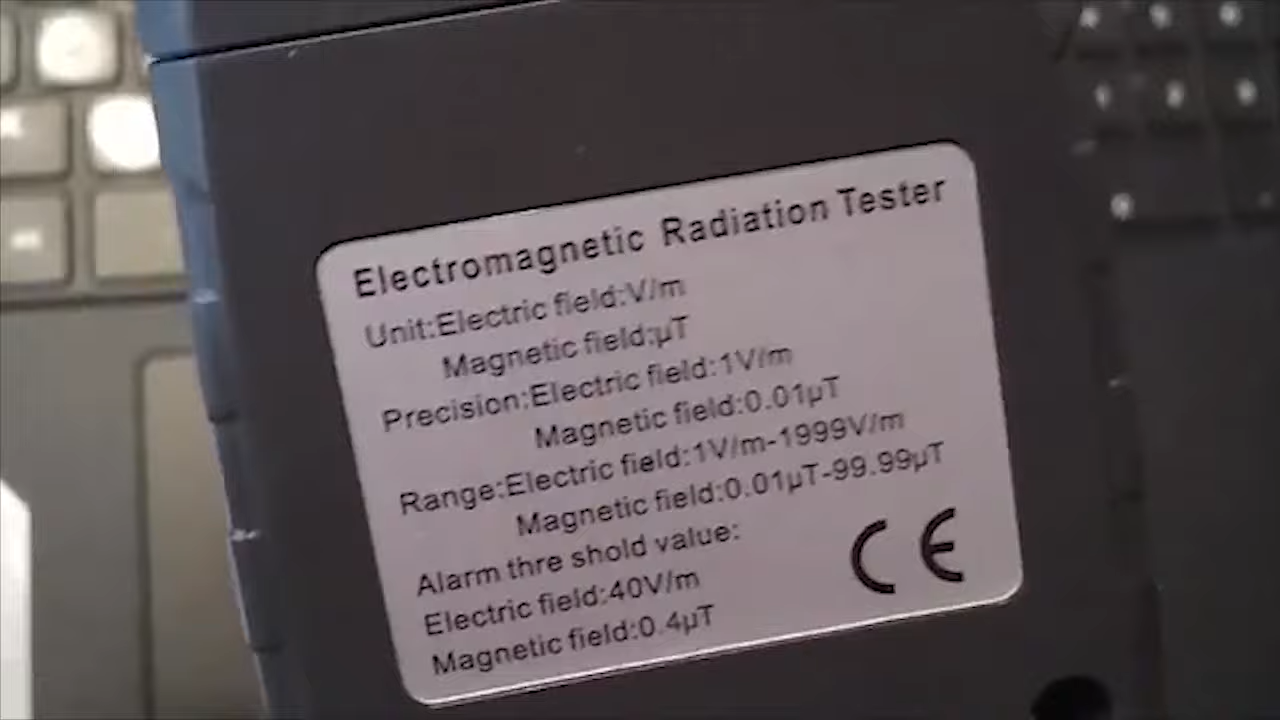 Electromagnetic Radiation Tester
Unit:Electric field:V/m
Magnetic field:µT
Precision:Electric field:1V/m
Magnetic field:0.01µT
Range:Electric field:1V/m-1999V/m
Magnetic field:0.01µT-99.99µT
Alarm thre shold value:
Electric field:40V/m
Magnetic field:0.4µT
CE